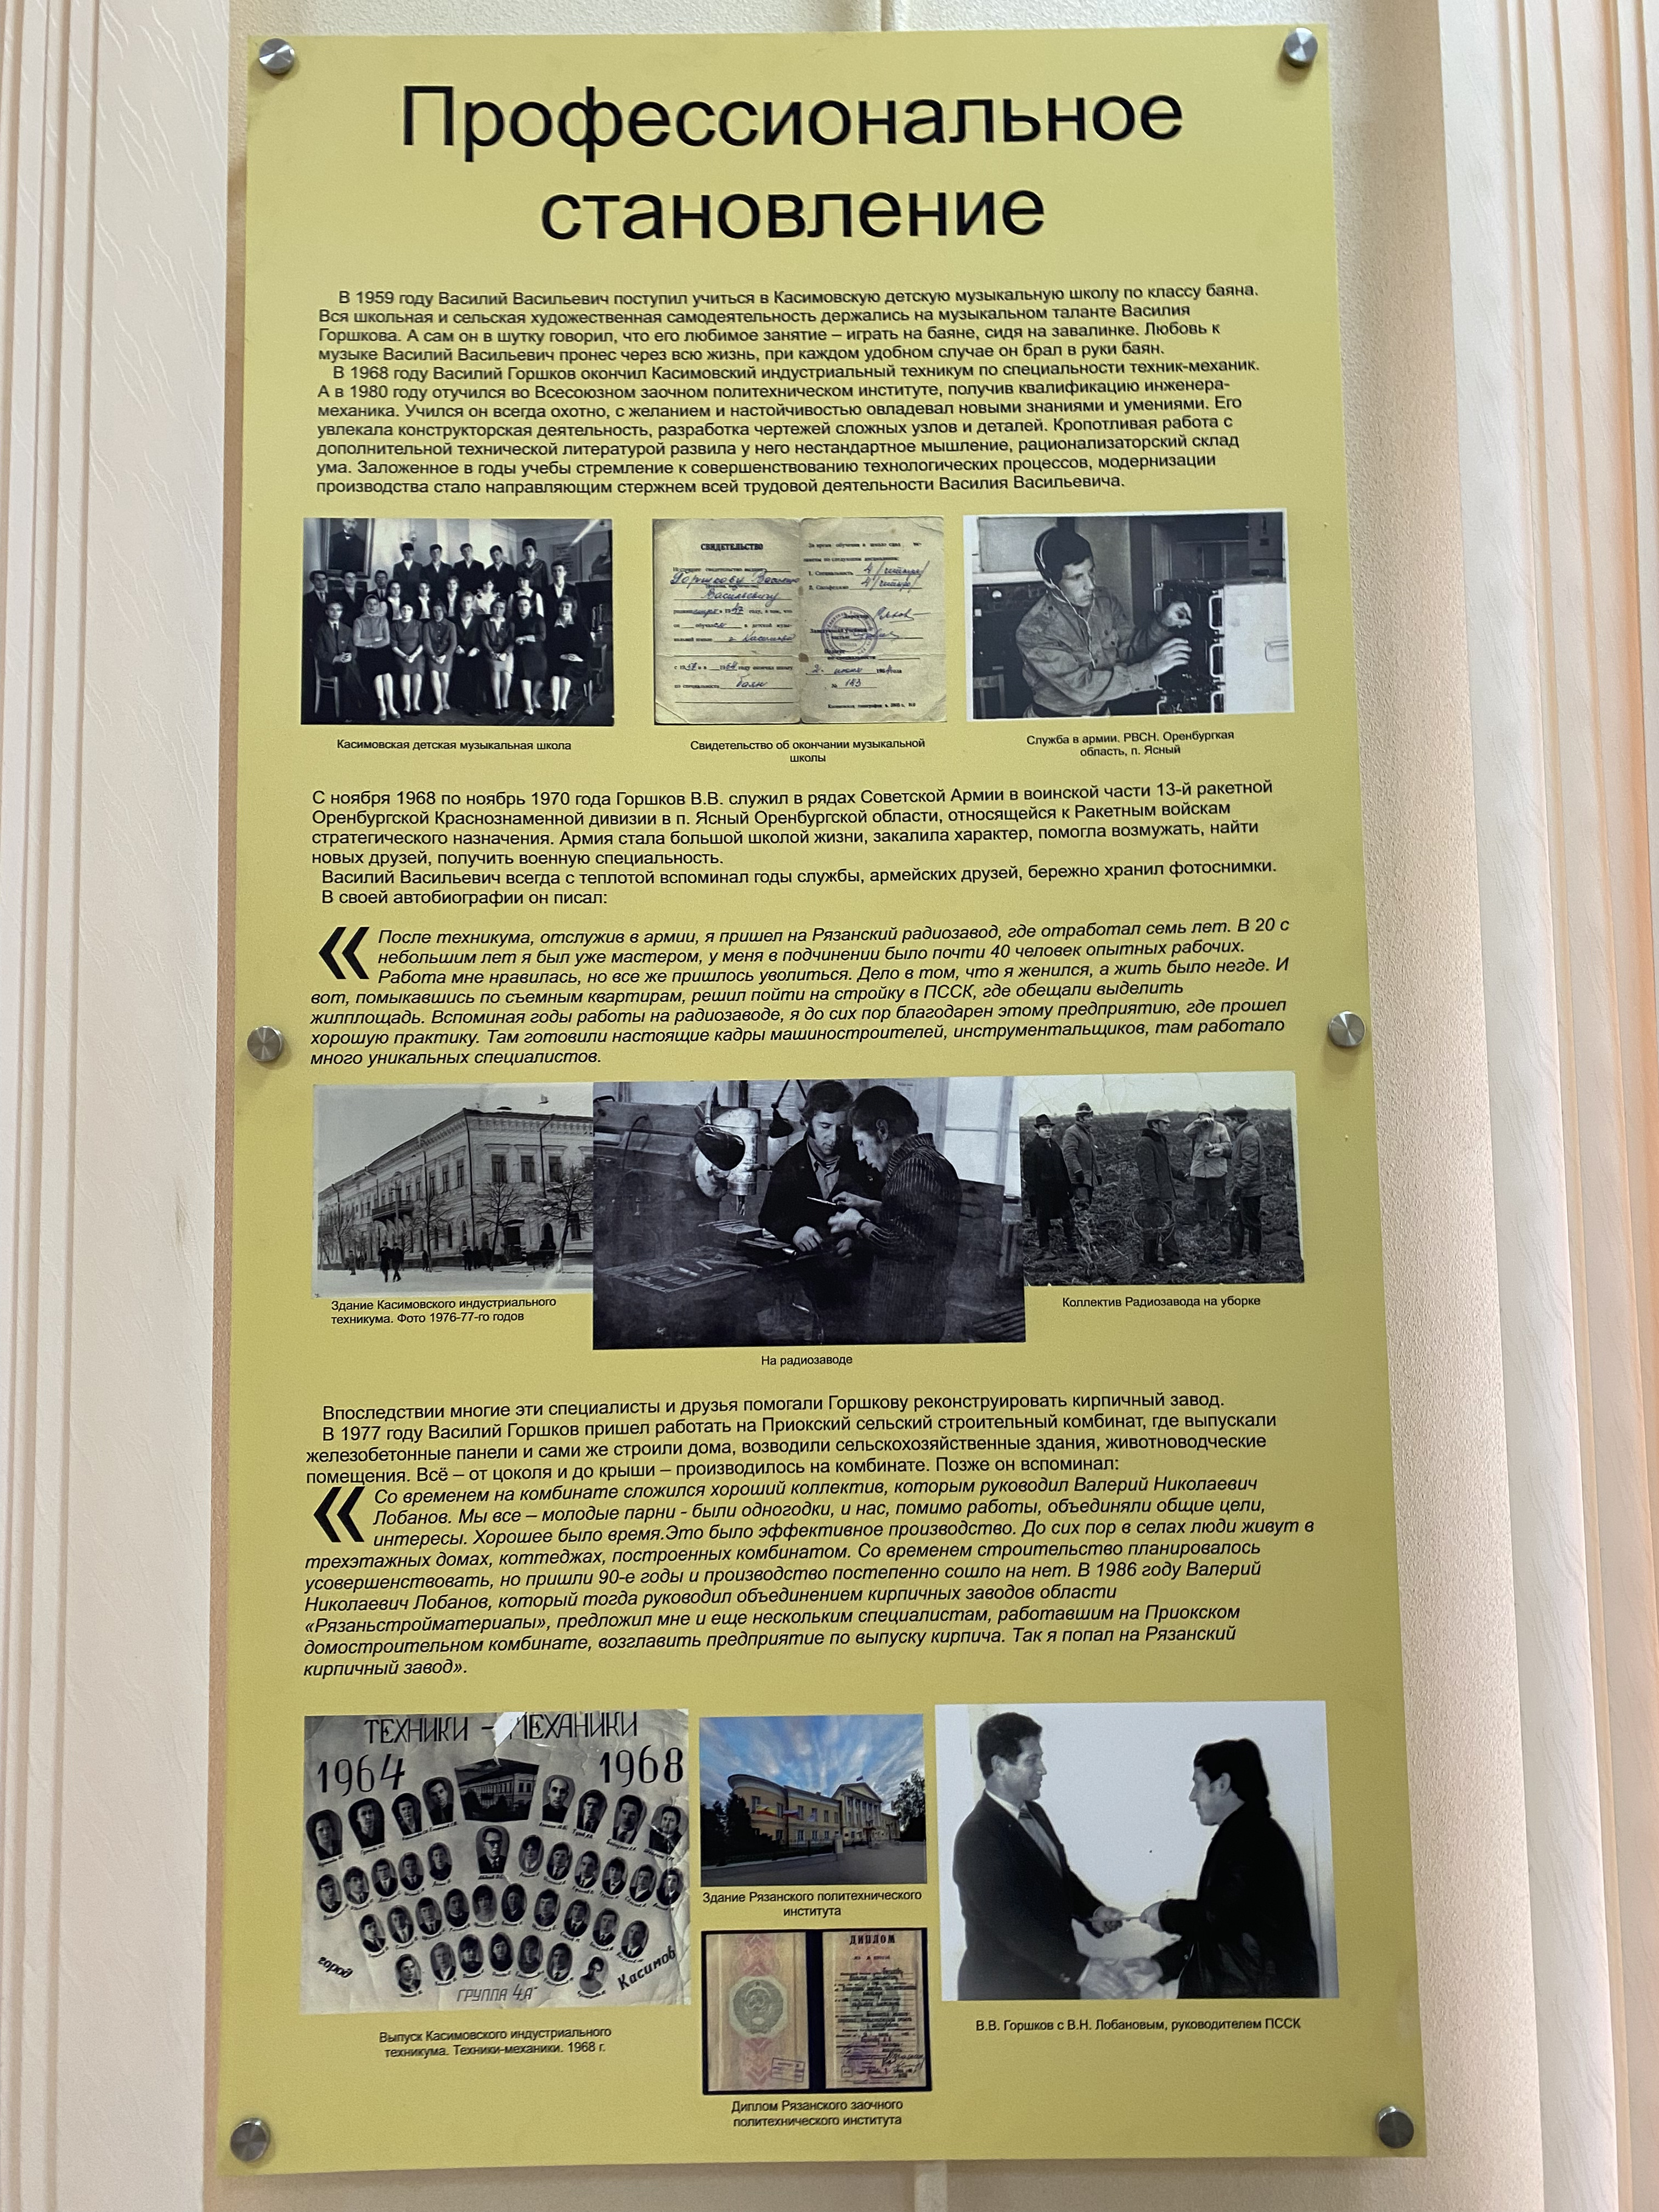 Профессиональное
становление
В 1959 году Василий Васильевич поступил учиться в Касимовскую детскую музыкальную школу по классу баяна.
Вся школьная и сельская художественная самодеятельность держались на музыкальном таланте Василия
Горшкова. А сам он в шутку говорил, что его любимое занятие – играть на баяне, сидя на завалинке. Любовь к
музыке Василий Васильевич пронес через всю жизнь, при каждом удобном случае он брал в руки баян.
В 1968 году Василий Горшков окончил Касимовский индустриальный техникум по специальности техник-механик.
А в 1980 году отучился во Всесоюзном заочном политехническом институте, получив квалификацию инженера-
механика. Учился он всегда охотно, с желанием и настойчивостью овладевал новыми знаниями и умениями. Его
увлекала конструкторская деятельность, разработка чертежей сложных узлов и деталей. Кропотливая работа с
дополнительной технической литературой развила у него нестандартное мышление, рационализаторский склад
ума. Заложенное в годы учебы стремление к совершенствованию технологических процессов, модернизации
производства стало направляющим стержнем всей трудовой деятельности Василия Васильевича.
СВИДЕТЕЛЬСТВО
Горшкову Василию
Васильевичу
баян
№ 143
Касимовская детская музыкальная школа
Свидетельство об окончании музыкальной
школы
Служба в армии. РВСН. Оренбургкая
область, п. Ясный
С ноября 1968 по ноябрь 1970 года Горшков В.В. служил в рядах Советской Армии в воинской части 13-й ракетной
Оренбургской Краснознаменной дивизии в п. Ясный Оренбургской области, относящейся к Ракетным войскам
стратегического назначения. Армия стала большой школой жизни, закалила характер, помогла возмужать, найти
новых друзей, получить военную специальность.
Василий Васильевич всегда с теплотой вспоминал годы службы, армейских друзей, бережно хранил фотоснимки.
В своей автобиографии он писал:
« После техникума, отслужив в армии, я пришел на Рязанский радиозавод, где отработал семь лет. В 20 с
небольшим лет я был уже мастером, у меня в подчинении было почти 40 человек опытных рабочих.
Работа мне нравилась, но все же пришлось уволиться. Дело в том, что я женился, а жить было негде. И
вот, помыкавшись по съемным квартирам, решил пойти на стройку в ПССК, где обещали выделить
жилплощадь. Вспоминая годы работы на радиозаводе, я до сих пор благодарен этому предприятию, где прошел
хорошую практику. Там готовили настоящие кадры машиностроителей, инструментальщиков, там работало
много уникальных специалистов.
Здание Касимовского индустриального
техникума. Фото 1976-77-го годов
На радиозаводе
Коллектив Радиозавода на уборке
Впоследствии многие эти специалисты и друзья помогали Горшкову реконструировать кирпичный завод.
В 1977 году Василий Горшков пришел работать на Приокский сельский строительный комбинат, где выпускали
железобетонные панели и сами же строили дома, возводили сельскохозяйственные здания, животноводческие
помещения. Всё – от цоколя и до крыши – производилось на комбинате. Позже он вспоминал:
« Со временем на комбинате сложился хороший коллектив, которым руководил Валерий Николаевич
Лобанов. Мы все – молодые парни - были одногодки, и нас, помимо работы, объединяли общие цели,
интересы. Хорошее было время.Это было эффективное производство. До сих пор в селах люди живут в
трехэтажных домах, коттеджах, построенных комбинатом. Со временем строительство планировалось
усовершенствовать, но пришли 90-е годы и производство постепенно сошло на нет. В 1986 году Валерий
Николаевич Лобанов, который тогда руководил объединением кирпичных заводов области
«Рязаньстройматериалы», предложил мне и еще нескольким специалистам, работавшим на Приокском
домостроительном комбинате, возглавить предприятие по выпуску кирпича. Так я попал на Рязанский
кирпичный завод».
ТЕХНИКИ – МЕХАНИКИ
1964 1968
город Касимов
ГРУППА 4"А"
Выпуск Касимовского индустриального
техникума. Техники-механики. 1968 г.
Здание Рязанского политехнического
института
ДИПЛОМ
Диплом Рязанского заочного
политехнического института
В.В. Горшков с В.Н. Лобановым, руководителем ПССК